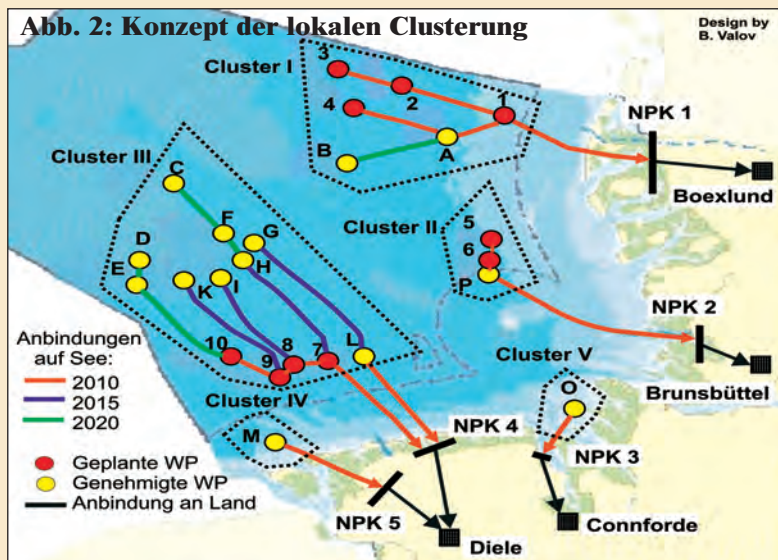 Abb. 2: Konzept der lokalen Clusterung
Design by
B. Valov
Cluster I
3
2
4
1
A
B
NPK 1
Boexlund
Cluster III
C
Cluster II
5
6
P
D
F
G
E
H
K
I
NPK 2
Brunsbüttel
Anbindungen
auf See:
2010
2015
2020
10
9
8
7
L
Cluster V
O
Cluster IV
M
NPK 4
NPK 3
Geplante WP
Genehmigte WP
Anbindung an Land
NPK 5
Diele
Connforde